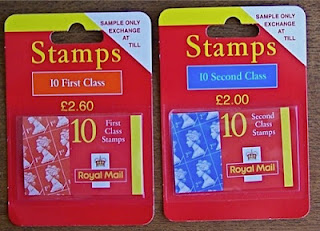 SAMPLE ONLY
EXCHANGE
AT
TILL
Stamps
10 First Class
£2.60
10
First
Class
Stamps
Royal Mail
SAMPLE ONLY
EXCHANGE
AT
TILL
Stamps
10 Second Class
£2.00
10
Second
Class
Stamps
Royal Mail